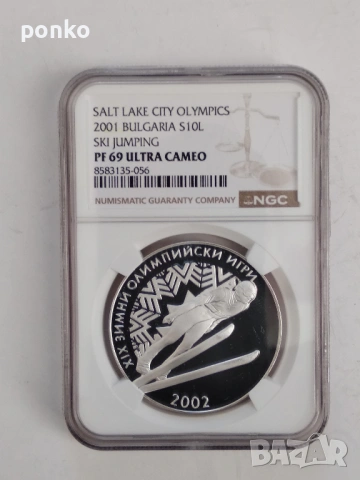 ponko
SALT LAKE CITY OLYMPICS
2001 BULGARIA S10L
SKI JUMPING
PF 69 ULTRA CAMEO
8583135-056
NUMISMATIC GUARANTY COMPANY
NGC
XIX ЗИМНИ ОЛИМПИЙСКИ ИГРИ
2002
BAZAR